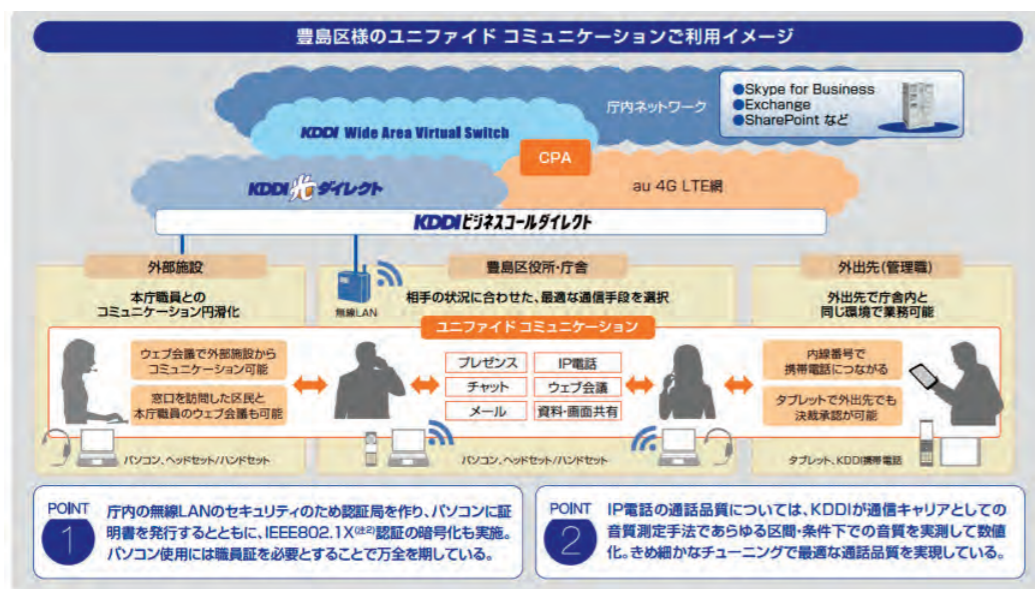 豊島区様のユニファイド コミュニケーションご利用イメージ
庁内ネットワーク
●Skype for Business
●Exchange
●SharePoint など
KDDI Wide Area Virtual Switch
CPA
KDDI光ダイレクト
au 4G LTE網
KDDIビジネスコールダイレクト
外部施設
本庁職員との
コミュニケーション円滑化
無線LAN
豊島区役所・庁舎
相手の状況に合わせた、最適な通信手段を選択
外出先(管理職)
外出先で庁舎内と
同じ環境で業務可能
ユニファイド コミュニケーション
ウェブ会議で外部施設から
コミュニケーション可能
窓口を訪問した区民と
本庁職員のウェブ会議も可能
プレゼンス
IP電話
チャット
ウェブ会議
メール
資料・画面共有
内線番号で
携帯電話につながる
タブレットで外出先でも
決裁承認が可能
パソコン、ヘッドセット/ハンドセット
パソコン、ヘッドセット/ハンドセット
タブレット、KDDI携帯電話
POINT
1
庁内の無線LANのセキュリティのため認証局を作り、パソコンに証
明書を発行するとともに、IEEE802.1X(注2)認証の暗号化も実施。
パソコン使用には職員証を必要とすることで万全を期している。
POINT
2
IP電話の通話品質については、KDDIが通信キャリアとしての
音質測定手法であらゆる区間・条件下での音質を実測して数値
化。きめ細かなチューニングで最適な通話品質を実現している。